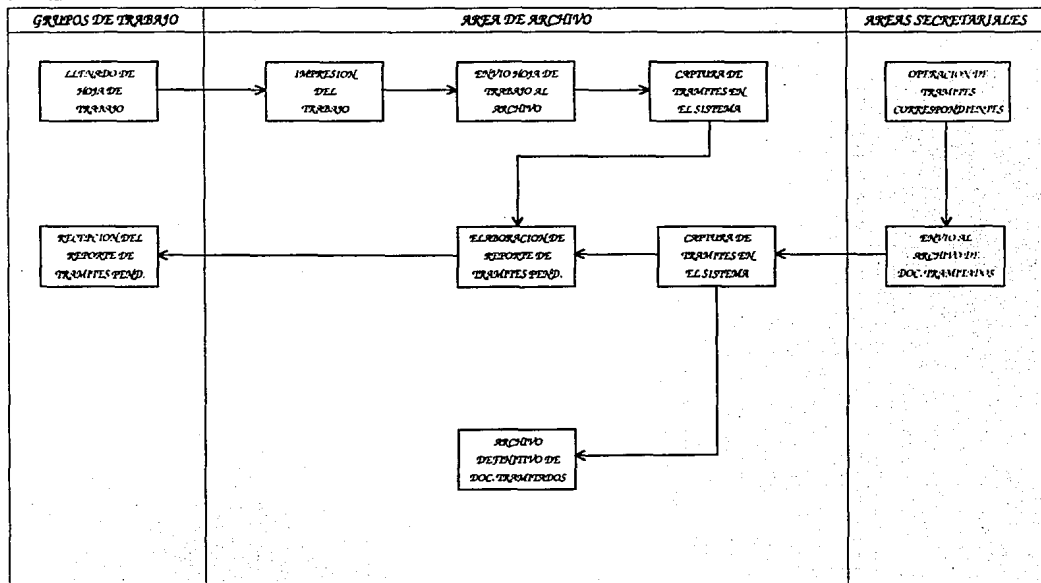 GRUPOS DE TRABAJO
AREA DE ARCHIVO
AREAS SECRETARIALES
LLENADO DE
HOJA DE
TRABAJO
IMPRESION
DEL
TRABAJO
ENVIO HOJA DE
TRABAJO AL
ARCHIVO
CAPTURA DE
TRAMITES EN
EL SISTEMA
OPERACION DE
TRAMITES
CORRESPONDIENTES
RECEPCION DEL
REPORTE DE
TRAMITES PEND.
ELABORACION DE
REPORTE DE
TRAMITES PEND.
CAPTURA DE
TRAMITES EN
EL SISTEMA
ENVIO AL
ARCHIVO DE
DOC. TRAMITADOS
ARCHIVO
DEFINITIVO DE
DOC. TRAMITADOS